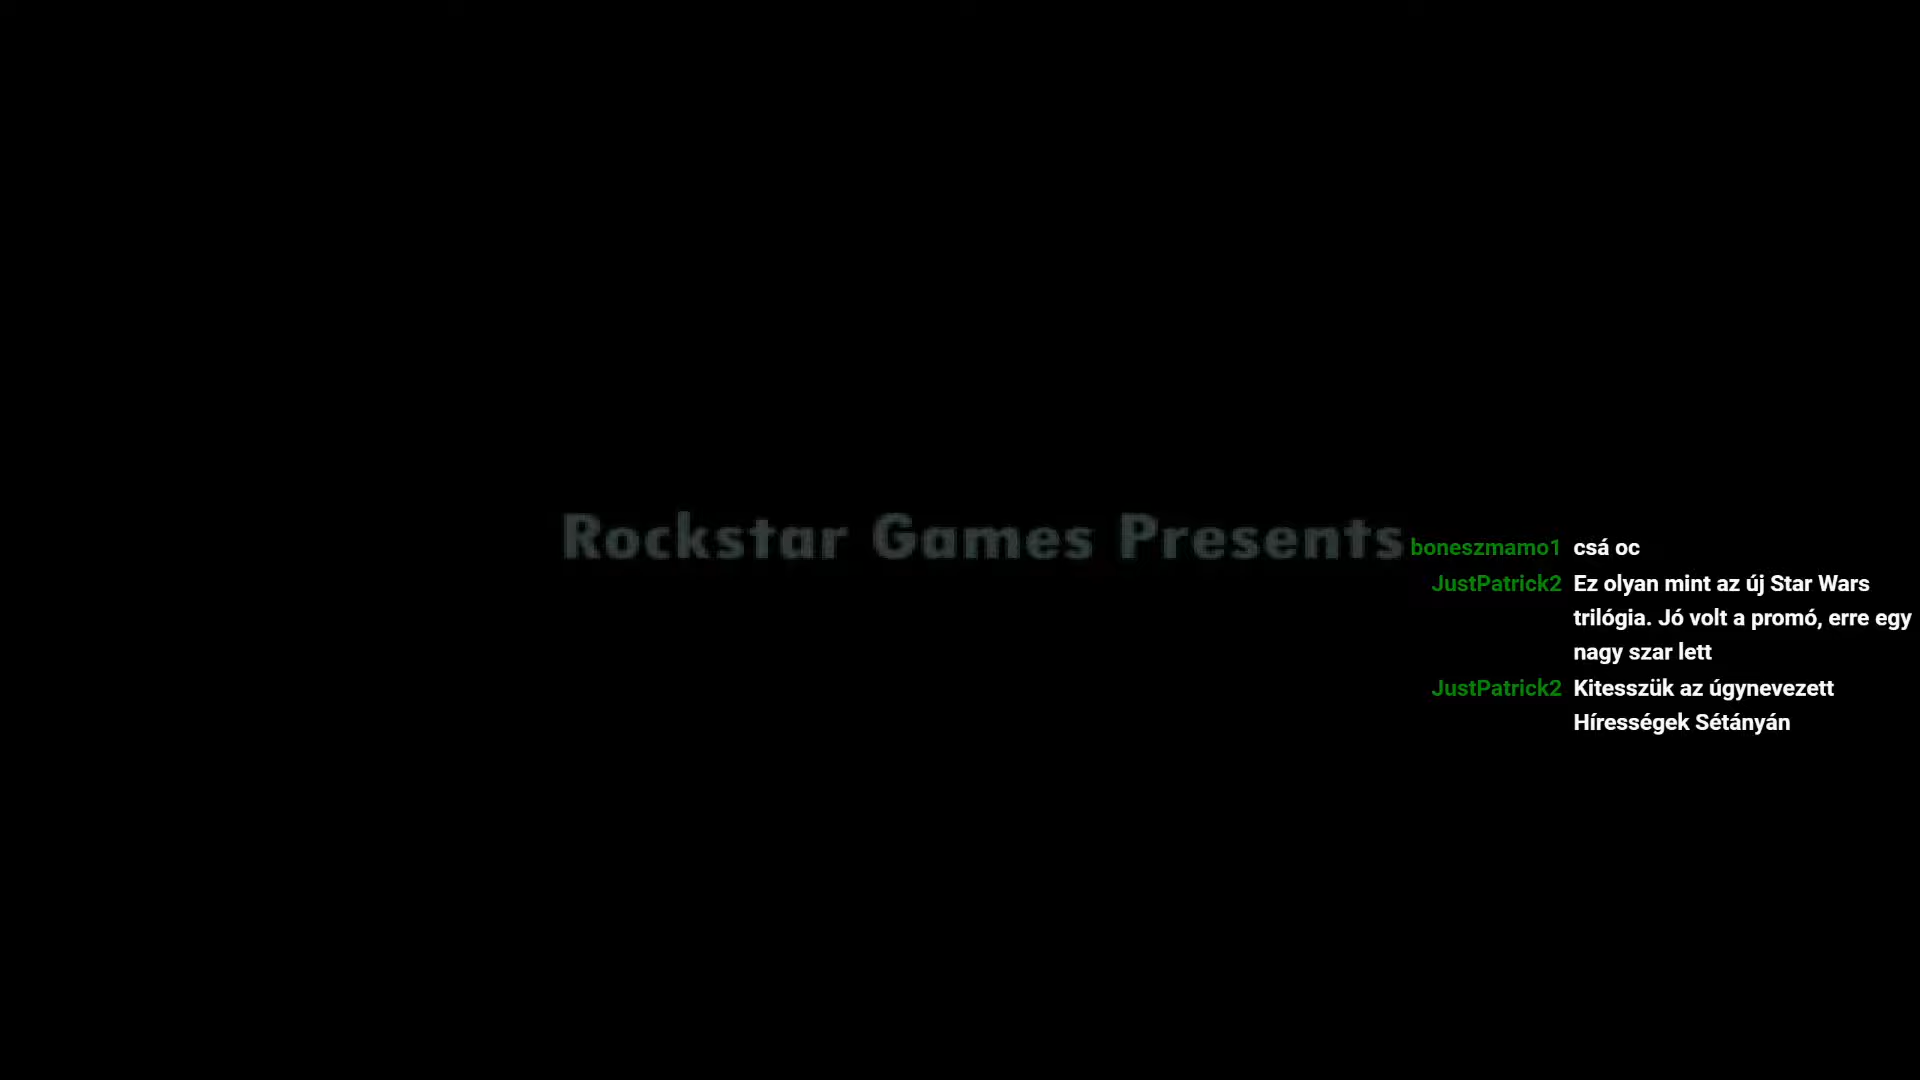 Rockstar Games Presents
boneszmamo1 csá oc
JustPatrick2 Ez olyan mint az új Star Wars
trilógia. Jó volt a promó, erre egy
nagy szar lett
JustPatrick2 Kitesszük az úgynevezett
Hírességek Sétányán